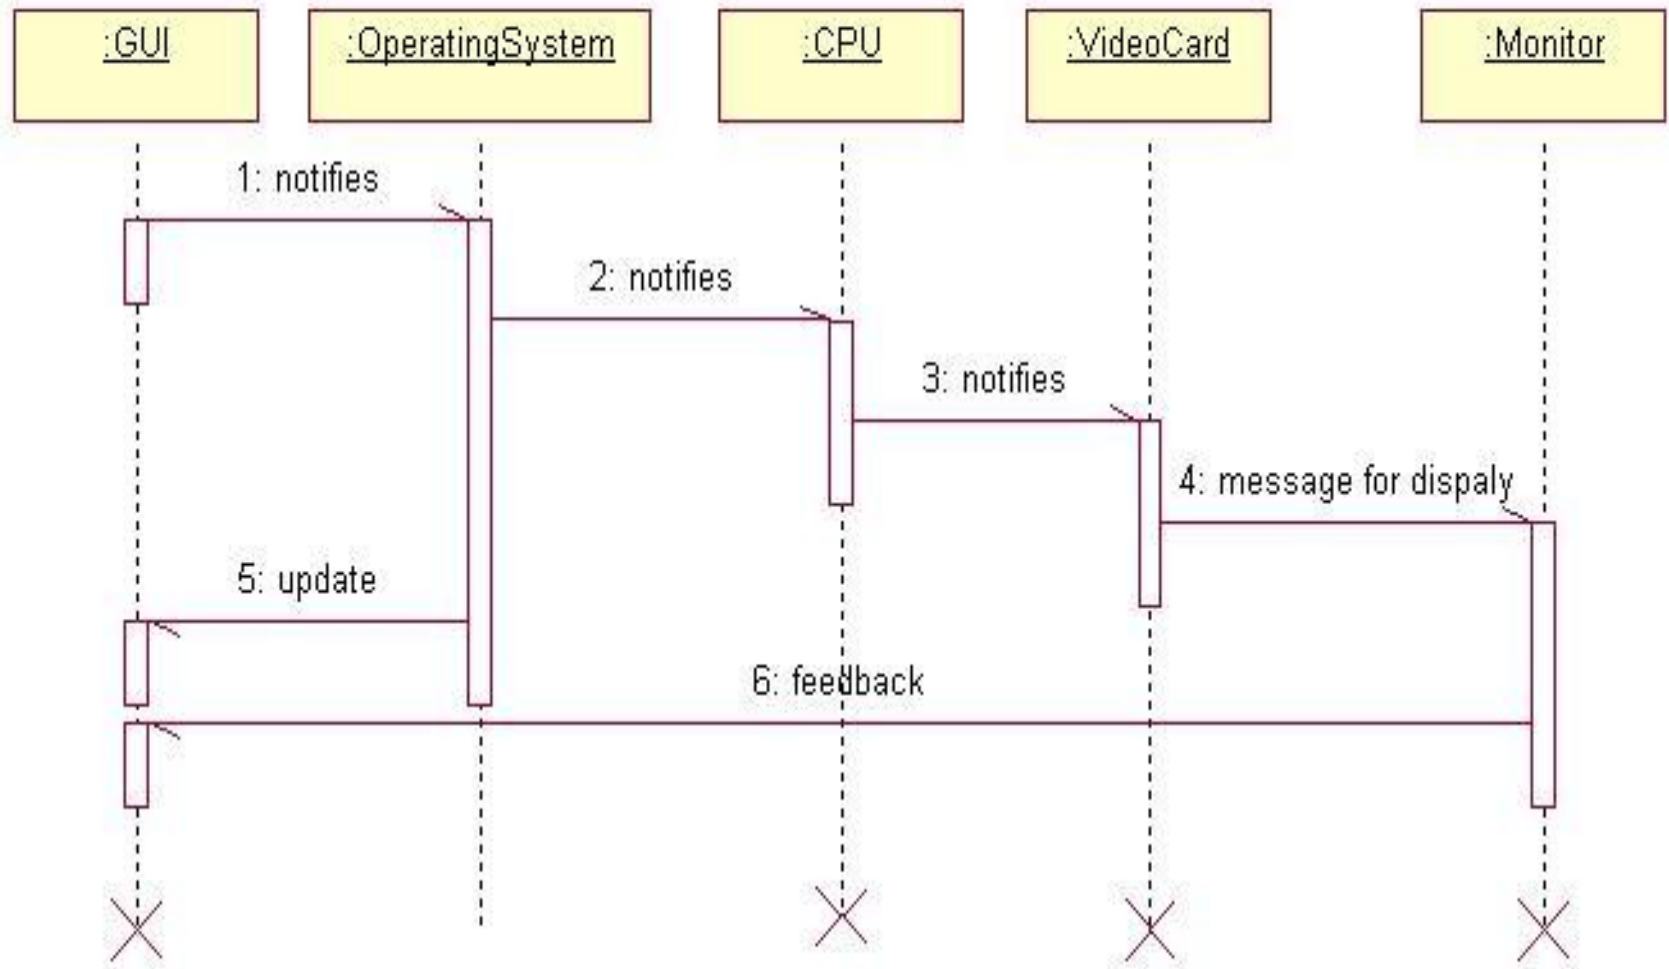 :GUI
:OperatingSystem
:CPU
:VideoCard
:Monitor
1: notifies
2: notifies
3: notifies
4: message for dispaly
5: update
6: feedback